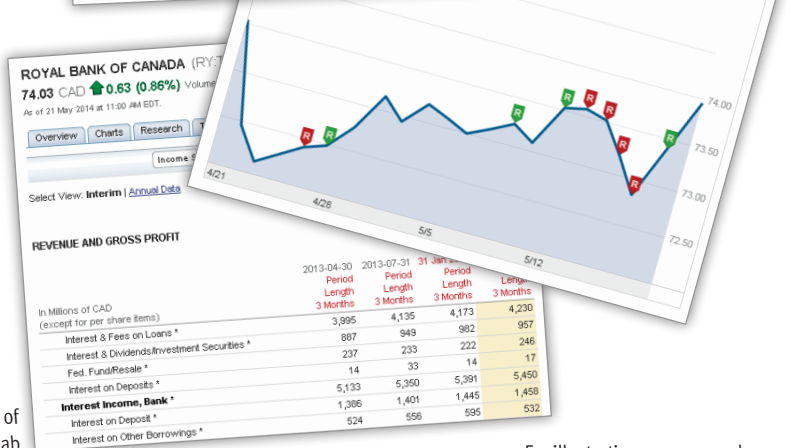 ROYAL BANK OF CANADA (RY:T
74.03 CAD 0.63 (0.86%) Volume
As of 21 May 2014 at 11:00 AM EDT.
Overview Charts Research
Income
Select View: Interim | Annual Data
REVENUE AND GROSS PROFIT
2013-04-30 2013-07-31 31 Jan
Period Period Period
Length Length Length Length
3 Months 3 Months 3 Months 3 Months
In Millions of CAD
(except for per share items)
Interest & Fees on Loans * 3,995 4,135 4,173 4,230
Interest & Dividends/Investment Securities * 887 949 982 957
Fed. Fund/Resale * 237 233 222 246
Interest on Deposits * 14 33 14 17
Interest Income, Bank * 5,133 5,350 5,391 5,450
Interest on Deposit * 1,386 1,401 1,445 1,458
Interest on Other Borrowings * 524 556 595 532
R R R R R R R R R
74.00
73.50
73.00
72.50
4/21 4/28 5/5 5/12
of
ab